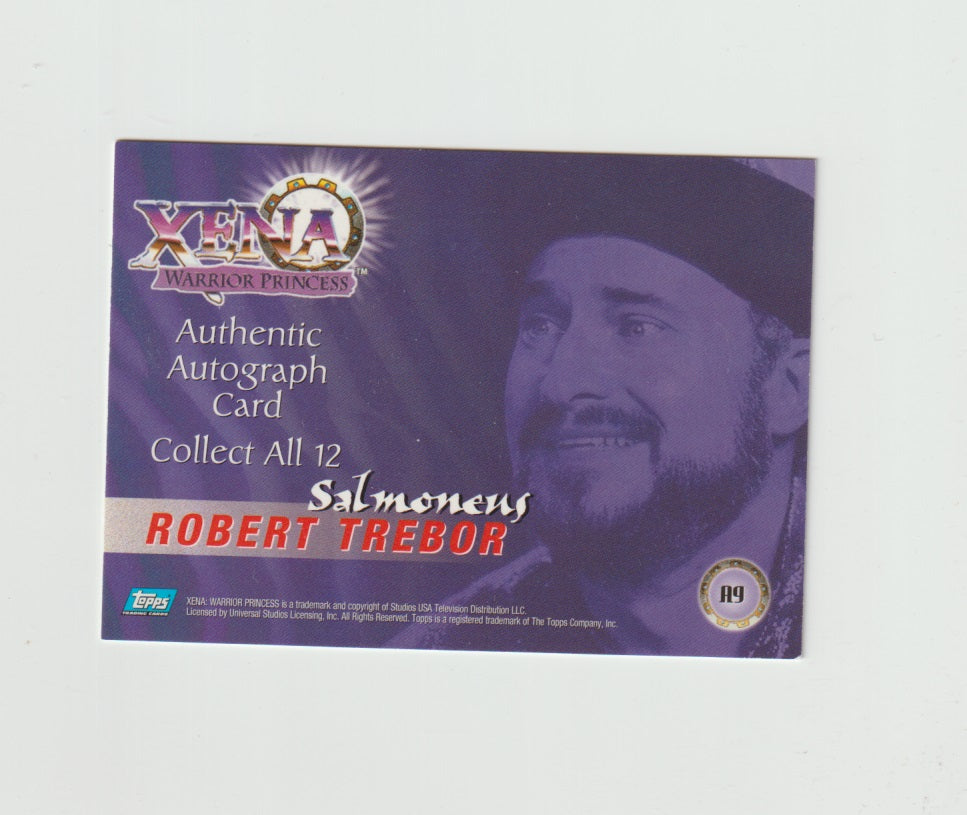 XENA
WARRIOR PRINCESS™
Authentic
Autograph
Card
Collect All 12
Salmoneus
ROBERT TREBOR
A9
topps
TRADING CARDS
XENA: WARRIOR PRINCESS is a trademark and copyright of Studios USA Television Distribution LLC.
Licensed by Universal Studios Licensing, Inc. All Rights Reserved. Topps is a registered trademark of The Topps Company, Inc.